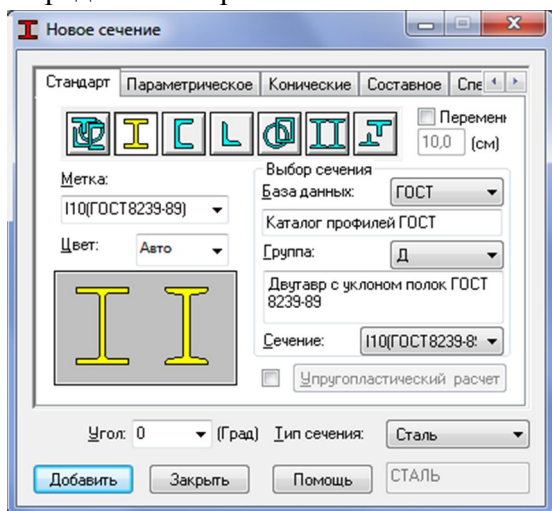 Новое сечение
Стандарт Параметрическое Конические Составное Спе
Перемен
10,0 (см)
Метка:
I10(ГОСТ8239-89)
Цвет: Авто
Выбор сечения
База данных: ГОСТ
Каталог профилей ГОСТ
Группа: Д
Двутавр с уклоном полок ГОСТ
8239-89
Сечение: I10(ГОСТ8239-8
Упругопластический расчет
Угол: 0 (Град) Тип сечения: Сталь
Добавить Закрыть Помощь СТАЛЬ